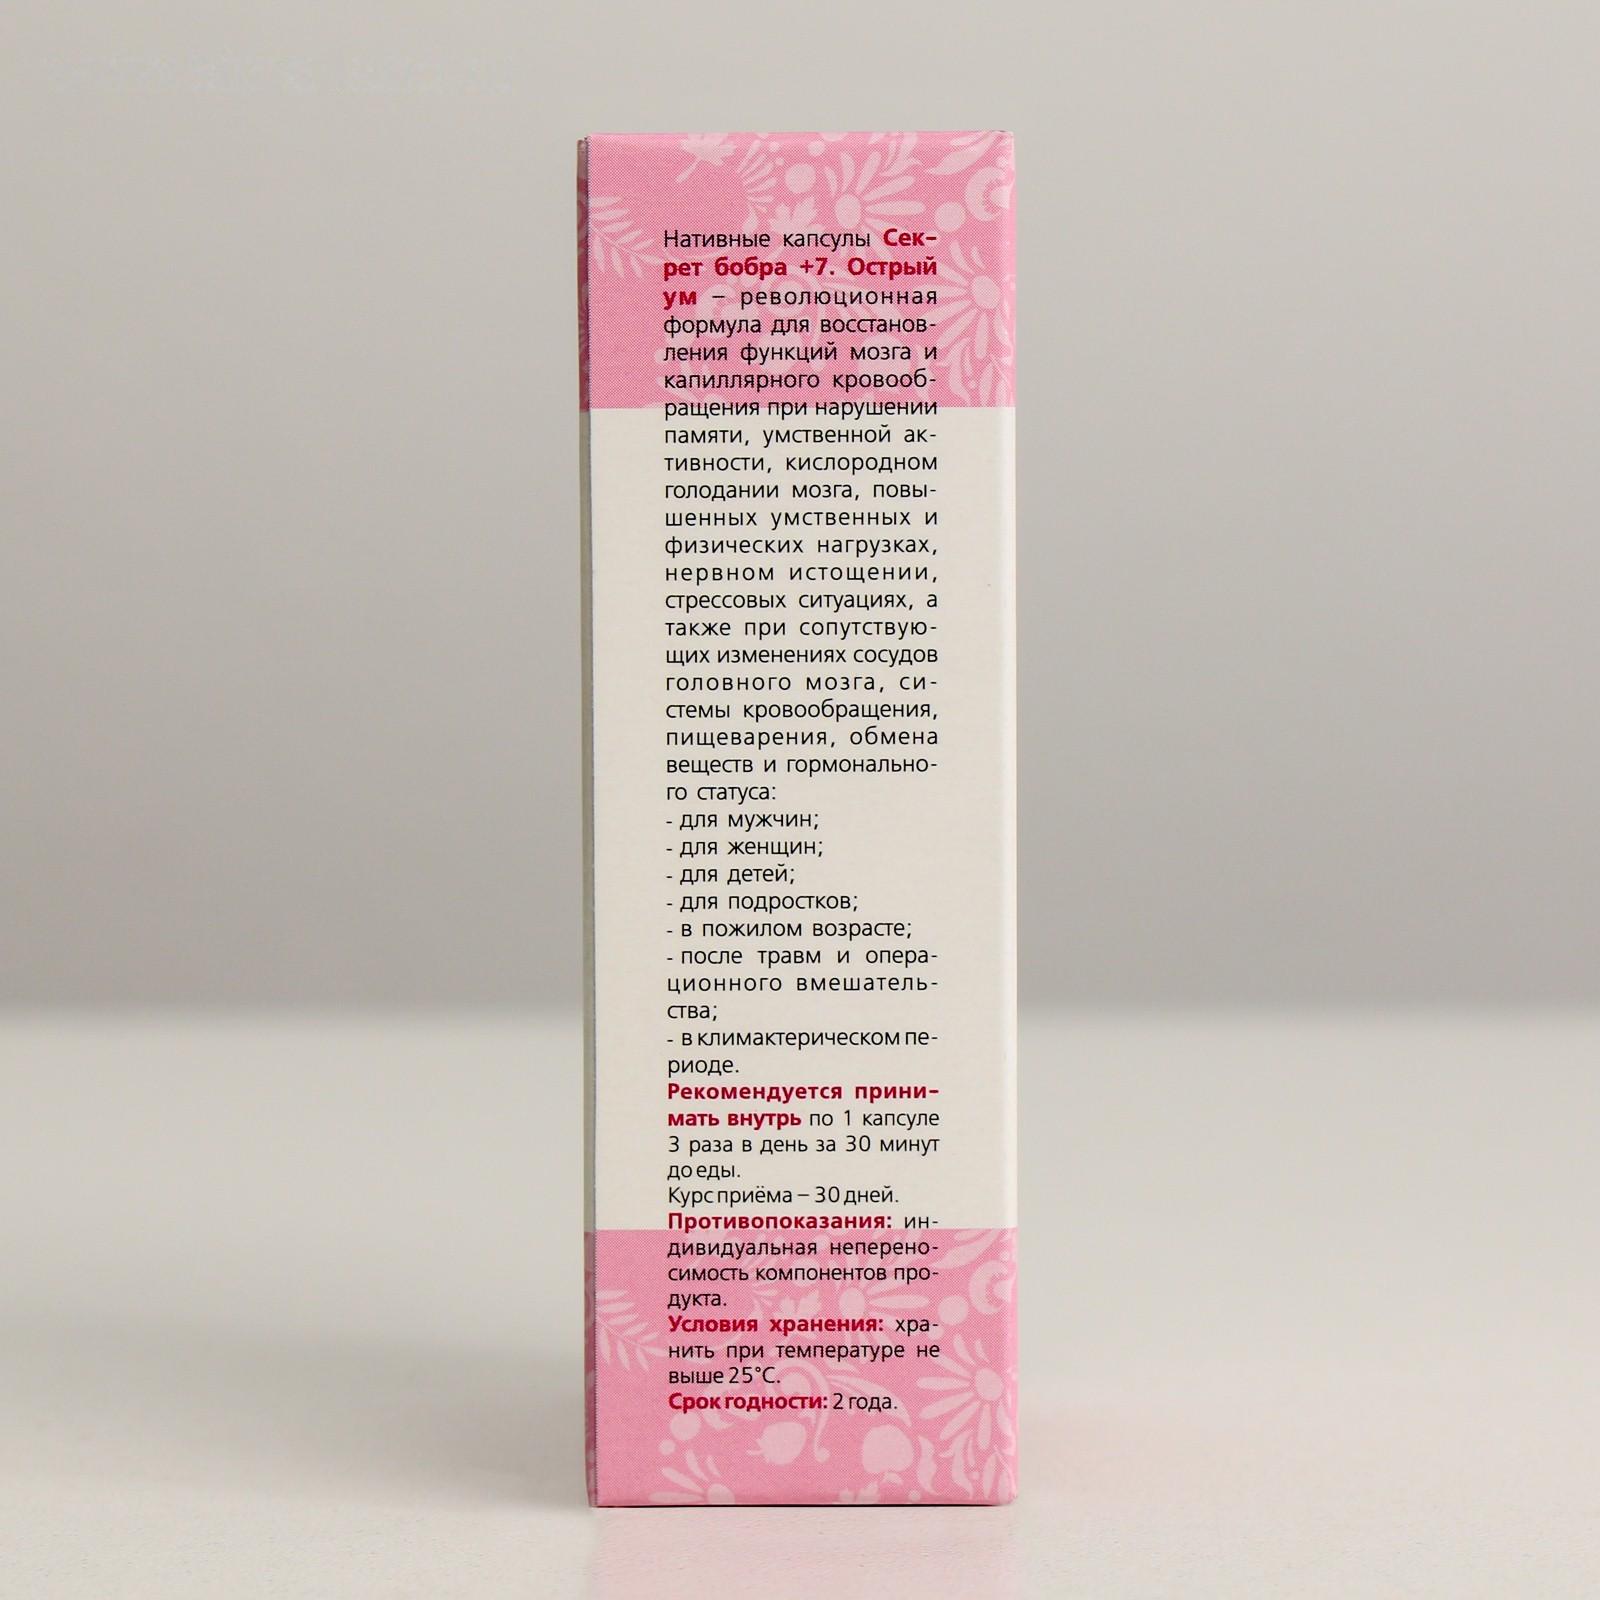 Нативные капсулы Сек-
рет бобра +7. Острый
ум – революционная
формула для восстанов-
ления функций мозга и
капиллярного кровооб-
ращения при нарушении
памяти, умственной ак-
тивности, кислородном
голодании мозга, повы-
шенных умственных и
физических нагрузках,
нервном истощении,
стрессовых ситуациях, а
также при сопутствую-
щих изменениях сосудов
головного мозга, си-
стемы кровообращения,
пищеварения, обмена
веществ и гормонально-
го статуса:
- для мужчин;
- для женщин;
- для детей;
- для подростков;
- в пожилом возрасте;
- после травм и опера-
ционного вмешатель-
ства;
- в климактерическом пе-
риоде.
Рекомендуется прини-
мать внутрь по 1 капсуле
3 раза в день за 30 минут
до еды.
Курс приёма – 30 дней.
Противопоказания: ин-
дивидуальная неперено-
симость компонентов про-
дукта.
Условия хранения: хра-
нить при температуре не
выше 25°С.
Срок годности: 2 года.